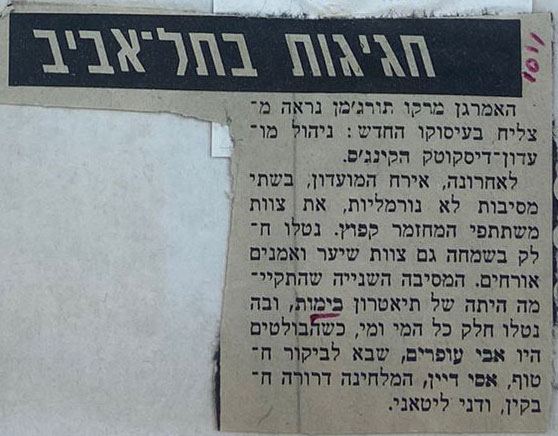 חגיגות בתל־אביב
האמרגן מרקו תורג'מן נראה מ־
צליח בעיסוקו החדש: ניהול מו־
עדון־דיסקוטק הקינג'ס.
לאחרונה, אירח המועדון, בשתי
מסיבות לא נורמליות, את צוות
משתתפי המחזמר קפוץ. נטלו ח־
לק בשמחה גם צוות שיער ואמנים
אורחים. המסיבה השנייה שהתקיי־
מה היתה של תיאטרון בימות, ובה
נטלו חלק כל המי ומי, כשהבולטים
היו אבי עופרים, שבא לביקור ח־
טוף, אסי דיין, המלחינה דרורה ח־
בקין, ודני ליטאני.